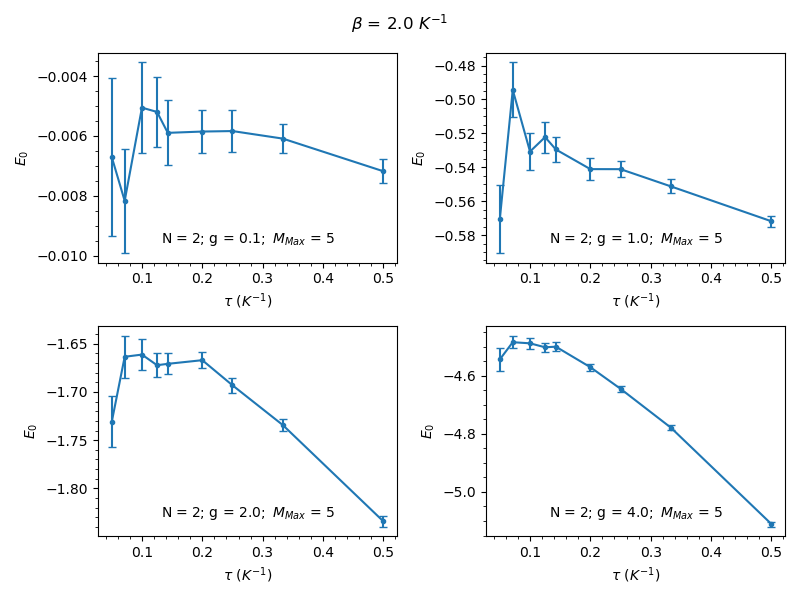 β = 2.0 K⁻¹
−0.004
−0.006
−0.008
−0.010
E₀
0.1 0.2 0.3 0.4 0.5
τ (K⁻¹)
N = 2; g = 0.1; M_Max = 5
−0.48
−0.50
−0.52
−0.54
−0.56
−0.58
E₀
0.1 0.2 0.3 0.4 0.5
τ (K⁻¹)
N = 2; g = 1.0; M_Max = 5
−1.65
−1.70
−1.75
−1.80
E₀
0.1 0.2 0.3 0.4 0.5
τ (K⁻¹)
N = 2; g = 2.0; M_Max = 5
−4.6
−4.8
−5.0
E₀
0.1 0.2 0.3 0.4 0.5
τ (K⁻¹)
N = 2; g = 4.0; M_Max = 5